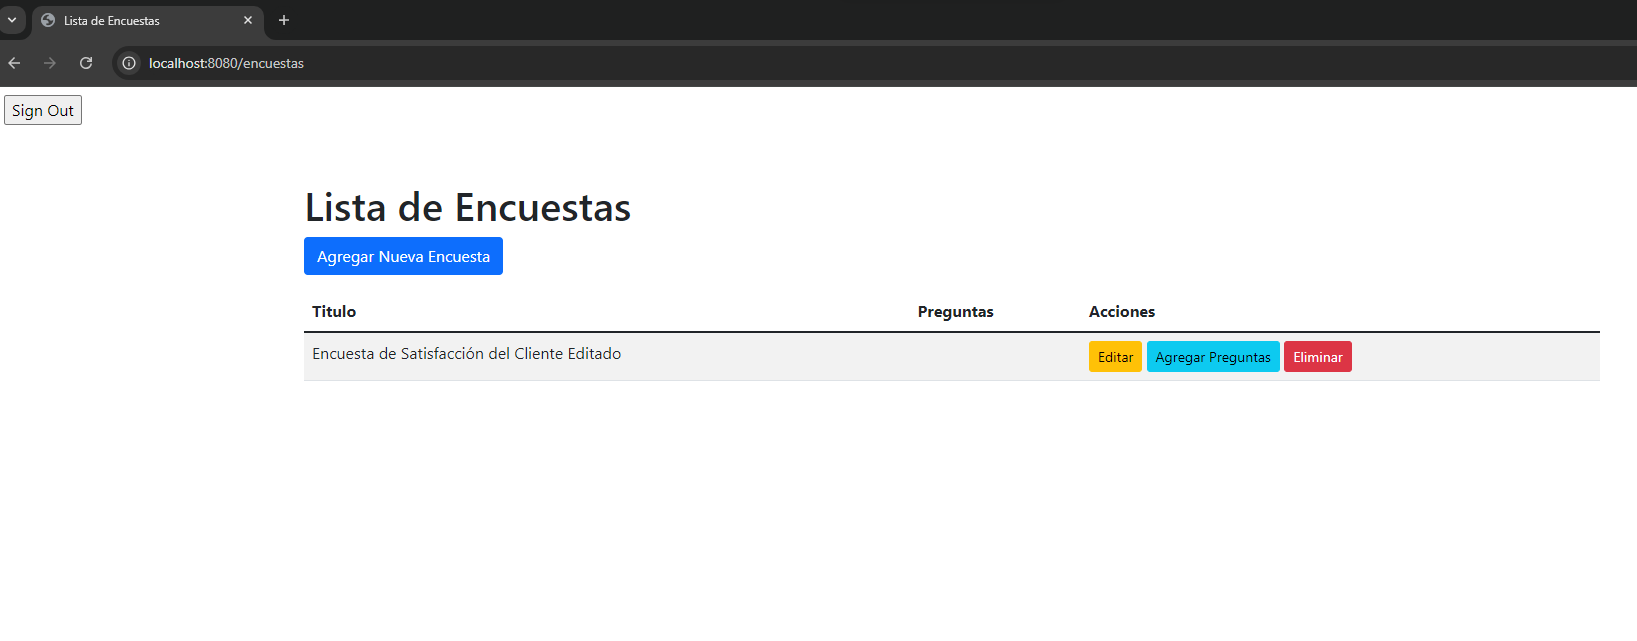 Lista de Encuestas
localhost:8080/encuestas
Sign Out
Lista de Encuestas
Agregar Nueva Encuesta
Titulo Preguntas Acciones
Encuesta de Satisfacción del Cliente Editado Editar Agregar Preguntas Eliminar